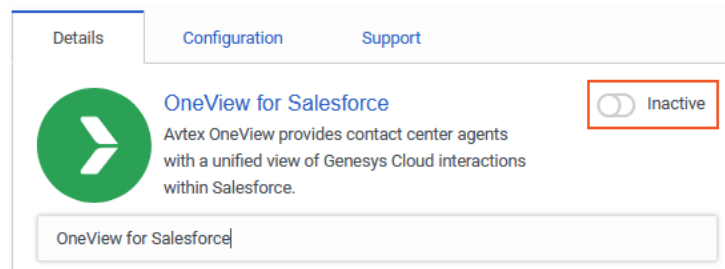 Details
Configuration
Support
OneView for Salesforce
Inactive
Avtex OneView provides contact center agents
with a unified view of Genesys Cloud interactions
within Salesforce.
OneView for Salesforce